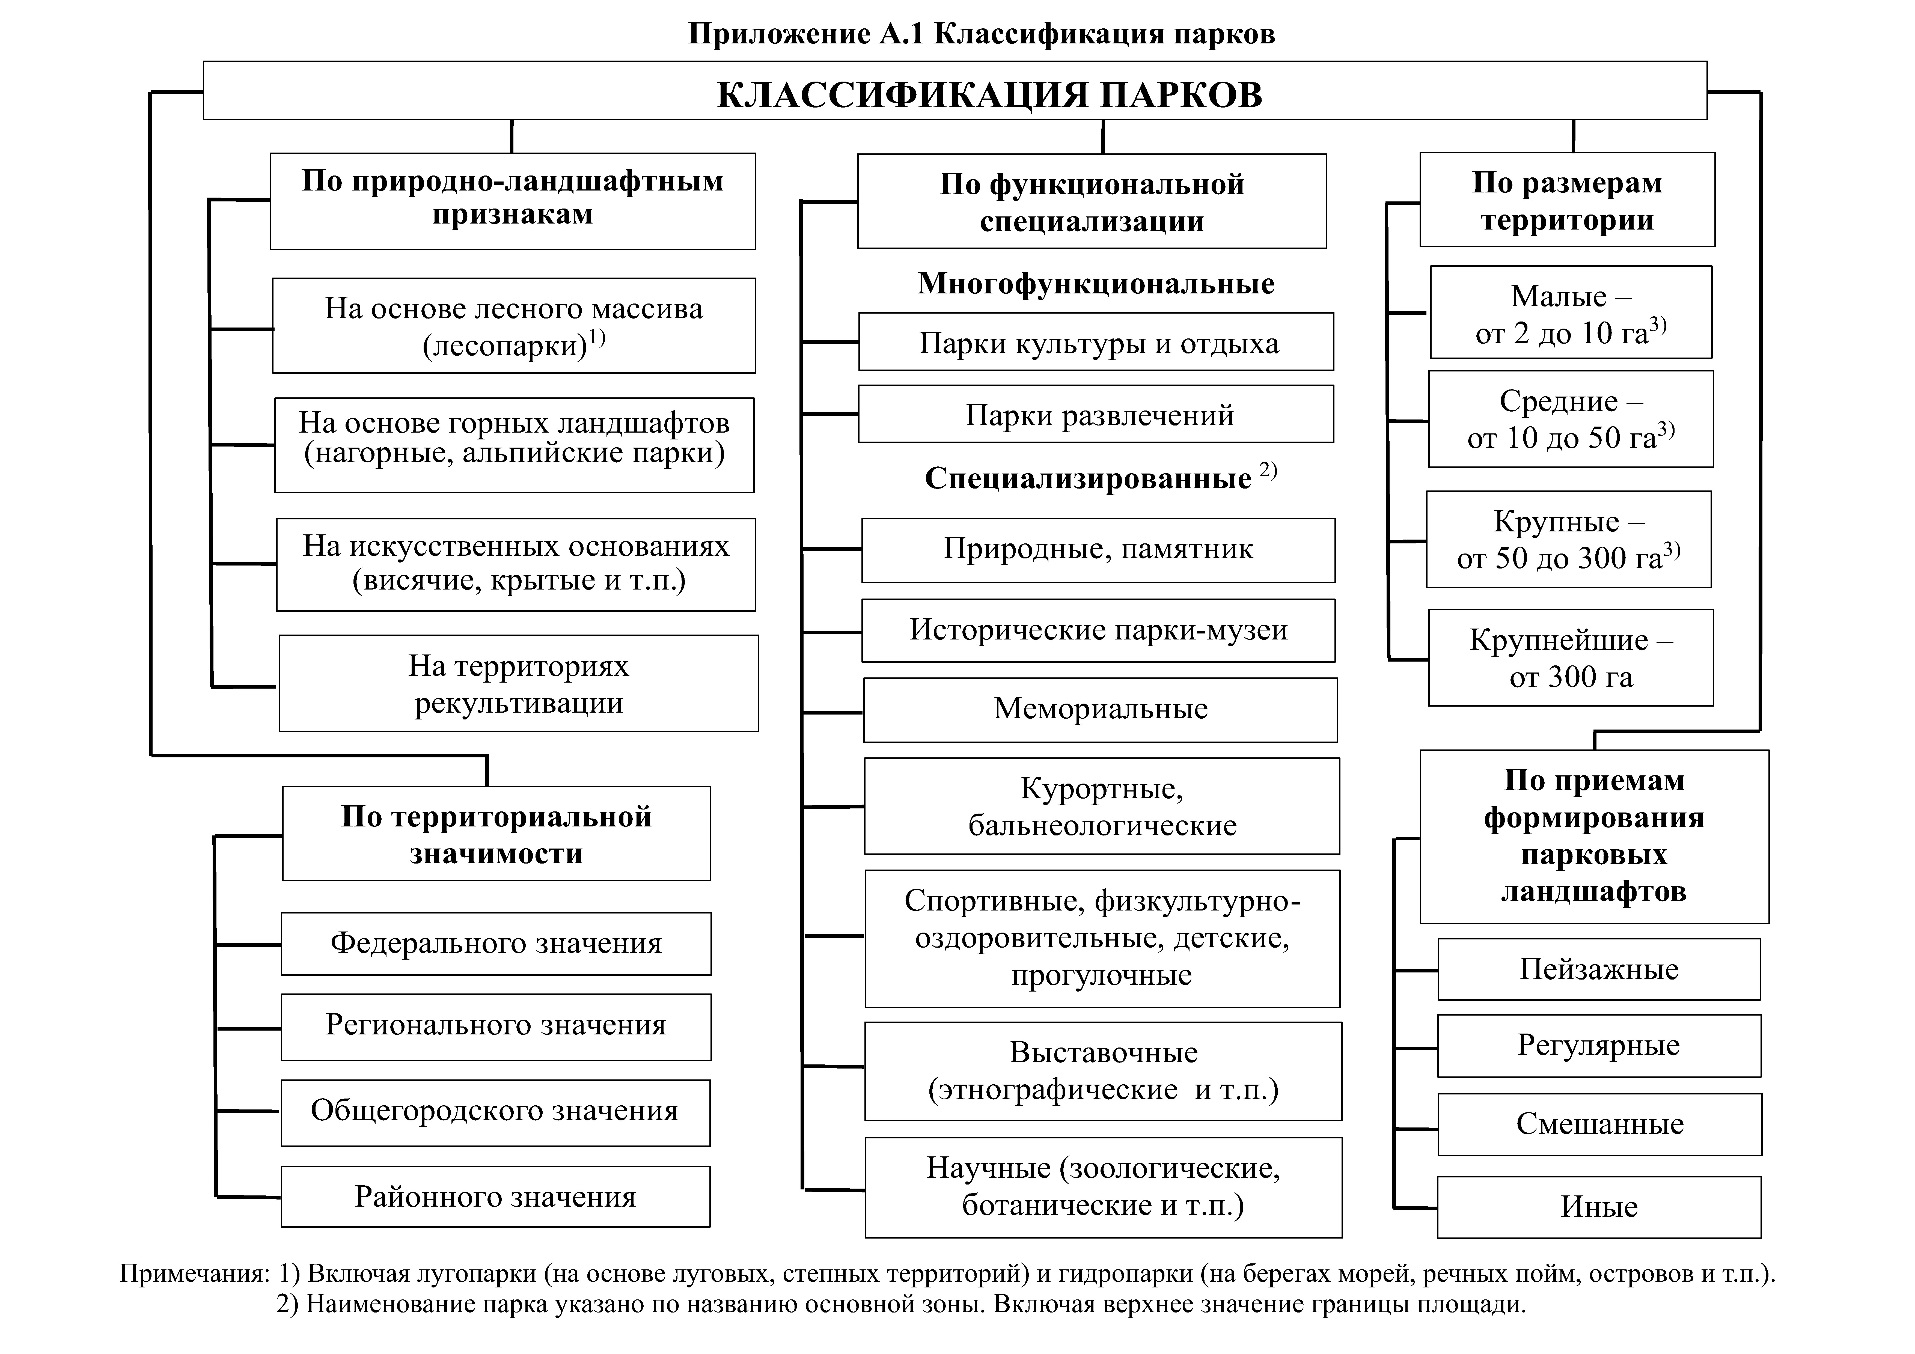 Приложение А.1 Классификация парков
КЛАССИФИКАЦИЯ ПАРКОВ
По природно-ландшафтным
признакам
На основе лесного массива
(лесопарки)1)
На основе горных ландшафтов
(нагорные, альпийские парки)
На искусственных основаниях
(висячие, крытые и т.п.)
На территориях
рекультивации
По территориальной
значимости
Федерального значения
Регионального значения
Общегородского значения
Районного значения
По функциональной
специализации
Многофункциональные
Парки культуры и отдыха
Парки развлечений
Специализированные 2)
Природные, памятник
Исторические парки-музеи
Мемориальные
Курортные,
бальнеологические
Спортивные, физкультурно-
оздоровительные, детские,
прогулочные
Выставочные
(этнографические и т.п.)
Научные (зоологические,
ботанические и т.п.)
По размерам
территории
Малые –
от 2 до 10 га3)
Средние –
от 10 до 50 га3)
Крупные –
от 50 до 300 га3)
Крупнейшие –
от 300 га
По приемам
формирования
парковых
ландшафтов
Пейзажные
Регулярные
Смешанные
Иные
Примечания: 1) Включая лугопарки (на основе луговых, степных территорий) и гидропарки (на берегах морей, речных пойм, островов и т.п.).
2) Наименование парка указано по названию основной зоны. Включая верхнее значение границы площади.